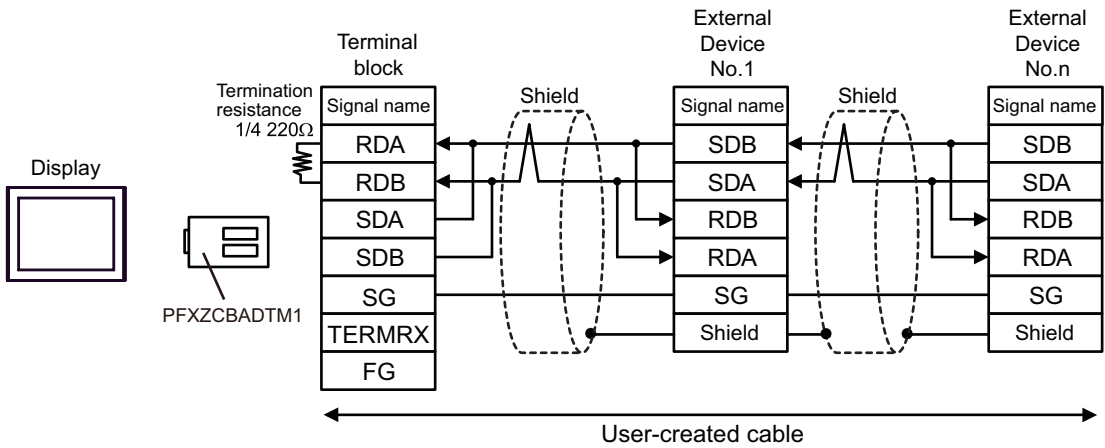 Display
PFXZCBADTM1
Termination
resistance
1/4 220Ω
Terminal
block
Signal name
RDA
RDB
SDA
SDB
SG
TERMRX
FG
Shield
External
Device
No.1
Signal name
SDB
SDA
RDB
RDA
SG
Shield
Shield
External
Device
No.n
Signal name
SDB
SDA
RDB
RDA
SG
Shield
User-created cable